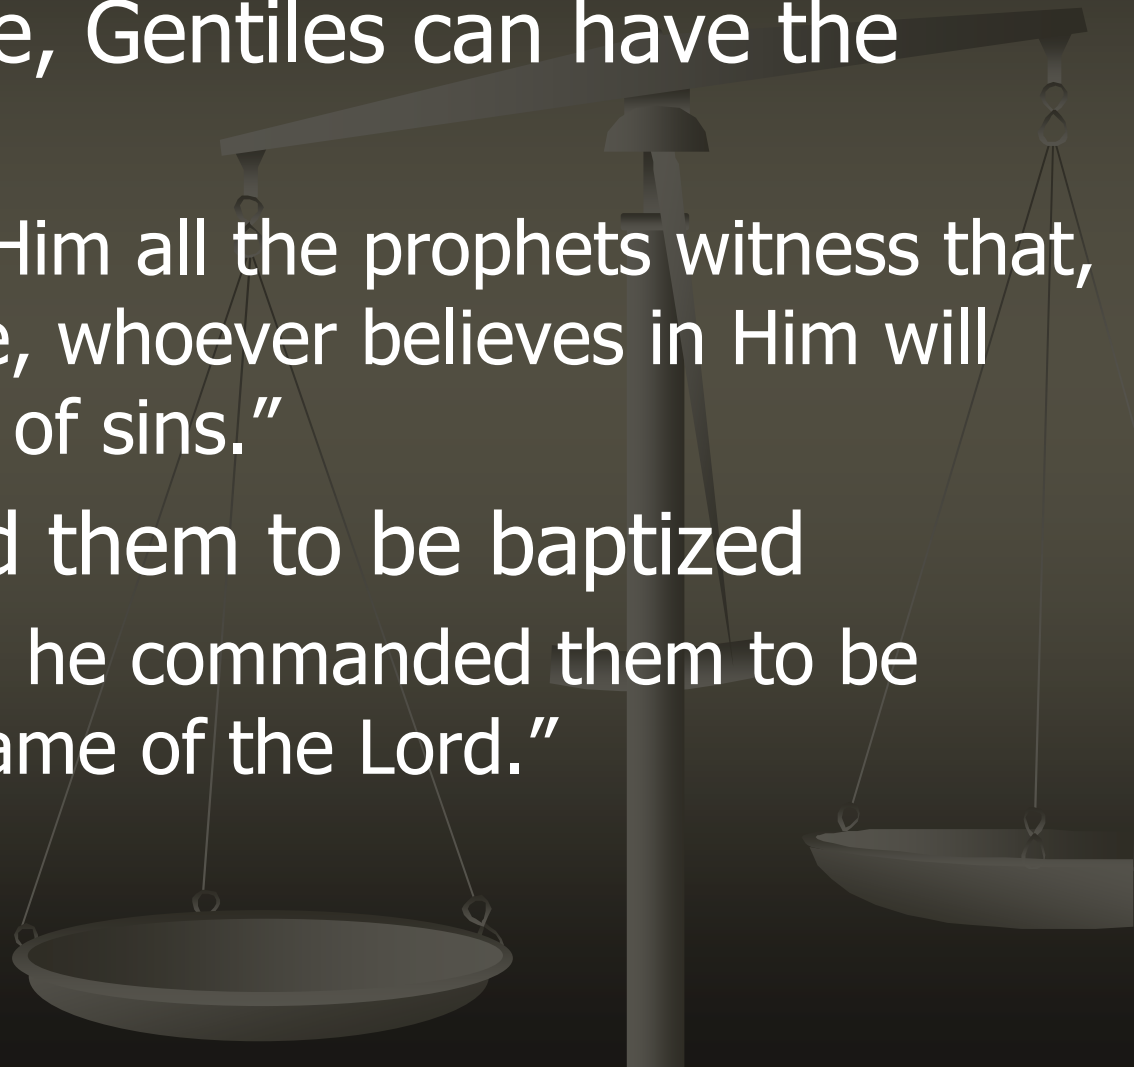 e, Gentiles can have the
Him all the prophets witness that,
e, whoever believes in Him will
of sins.”
d them to be baptized
he commanded them to be
ame of the Lord.”